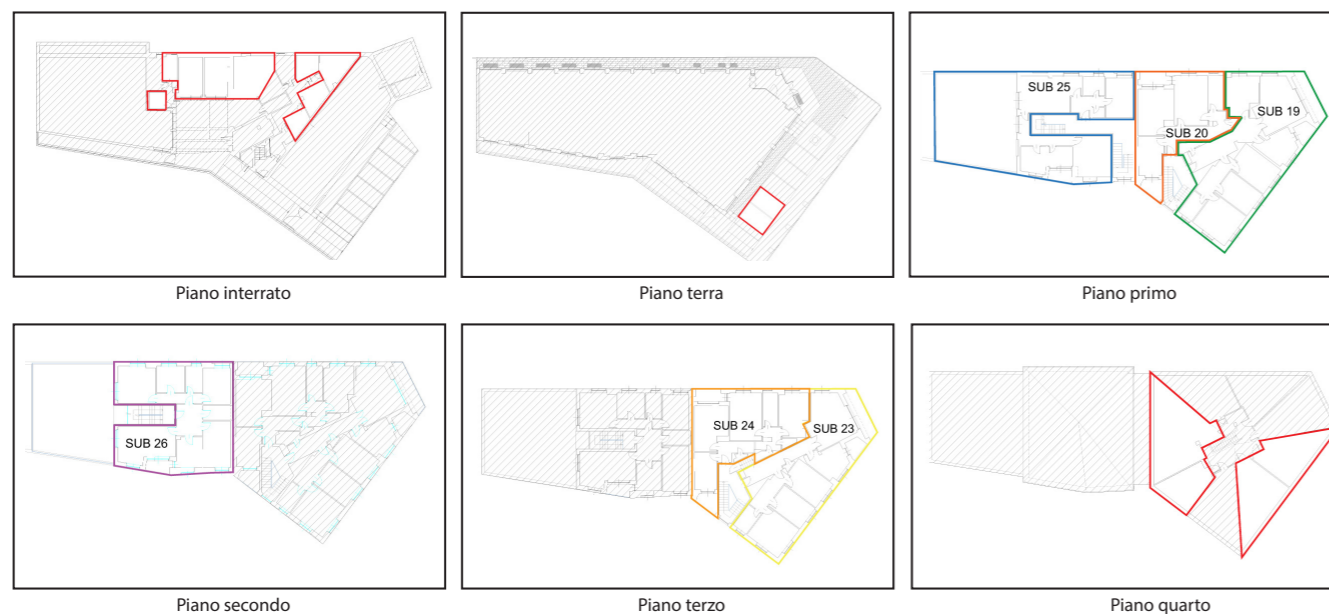 SUB 25
SUB 19
SUB 20
Piano interrato
Piano terra
Piano primo
SUB 26
SUB 24
SUB 23
Piano secondo
Piano terzo
Piano quarto